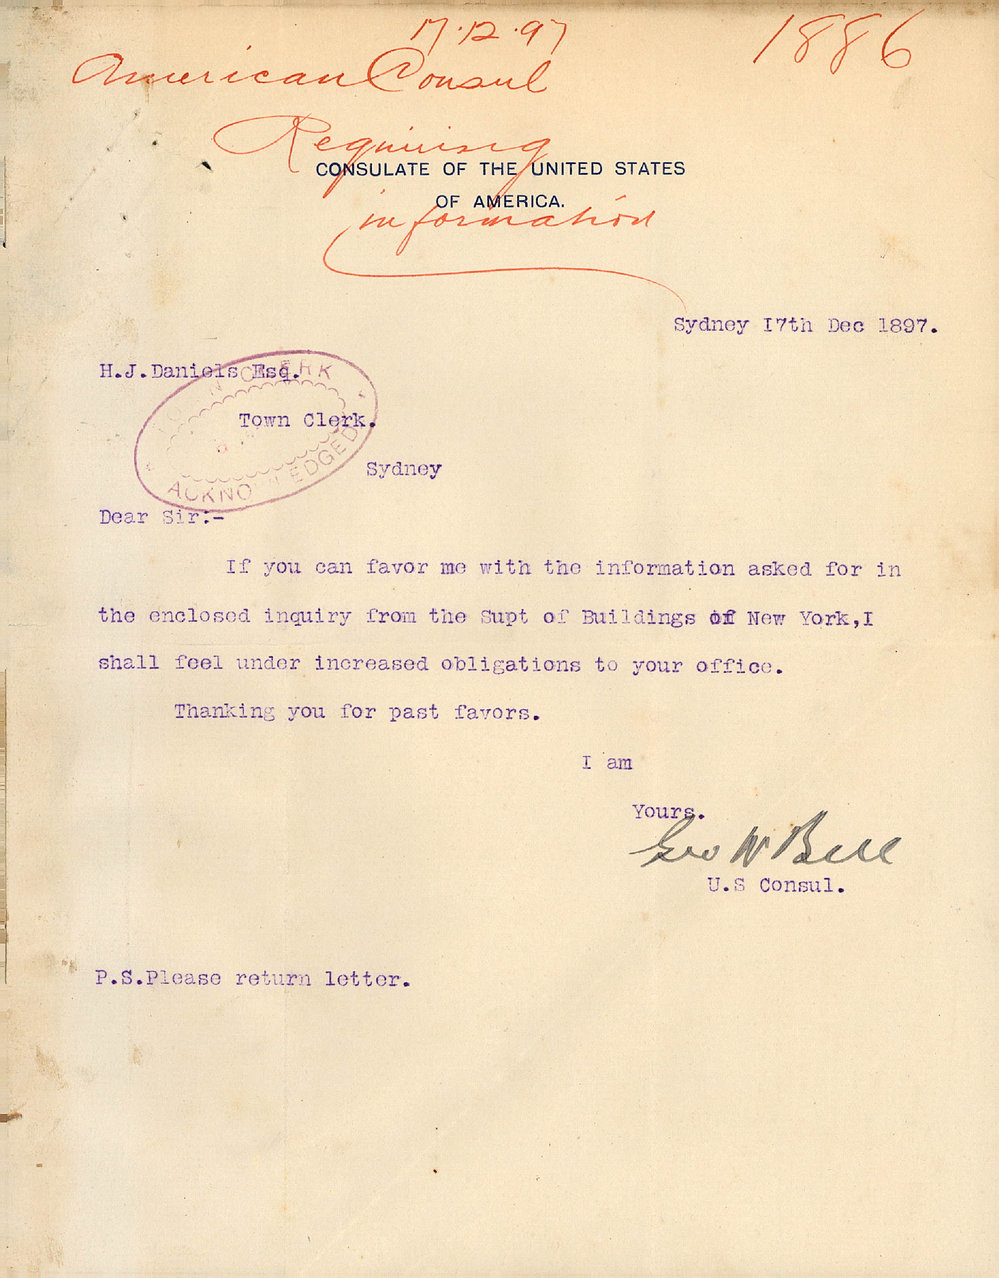 17.12.97
1886
American Consul
Requiring
CONSULATE OF THE UNITED STATES
OF AMERICA.
information
Sydney 17th Dec 1897.
H.J.Daniels Esq.
Town Clerk.
Sydney
CLERK
ACKNOWLEDGED
Dear Sir:-
If you can favor me with the information asked for in
the enclosed inquiry from the Supt of Buildings of New York,I
shall feel under increased obligations to your office.
Thanking you for past favors.
I am
Yours.
Geo W Bell
U.S Consul.
P.S.Please return letter.